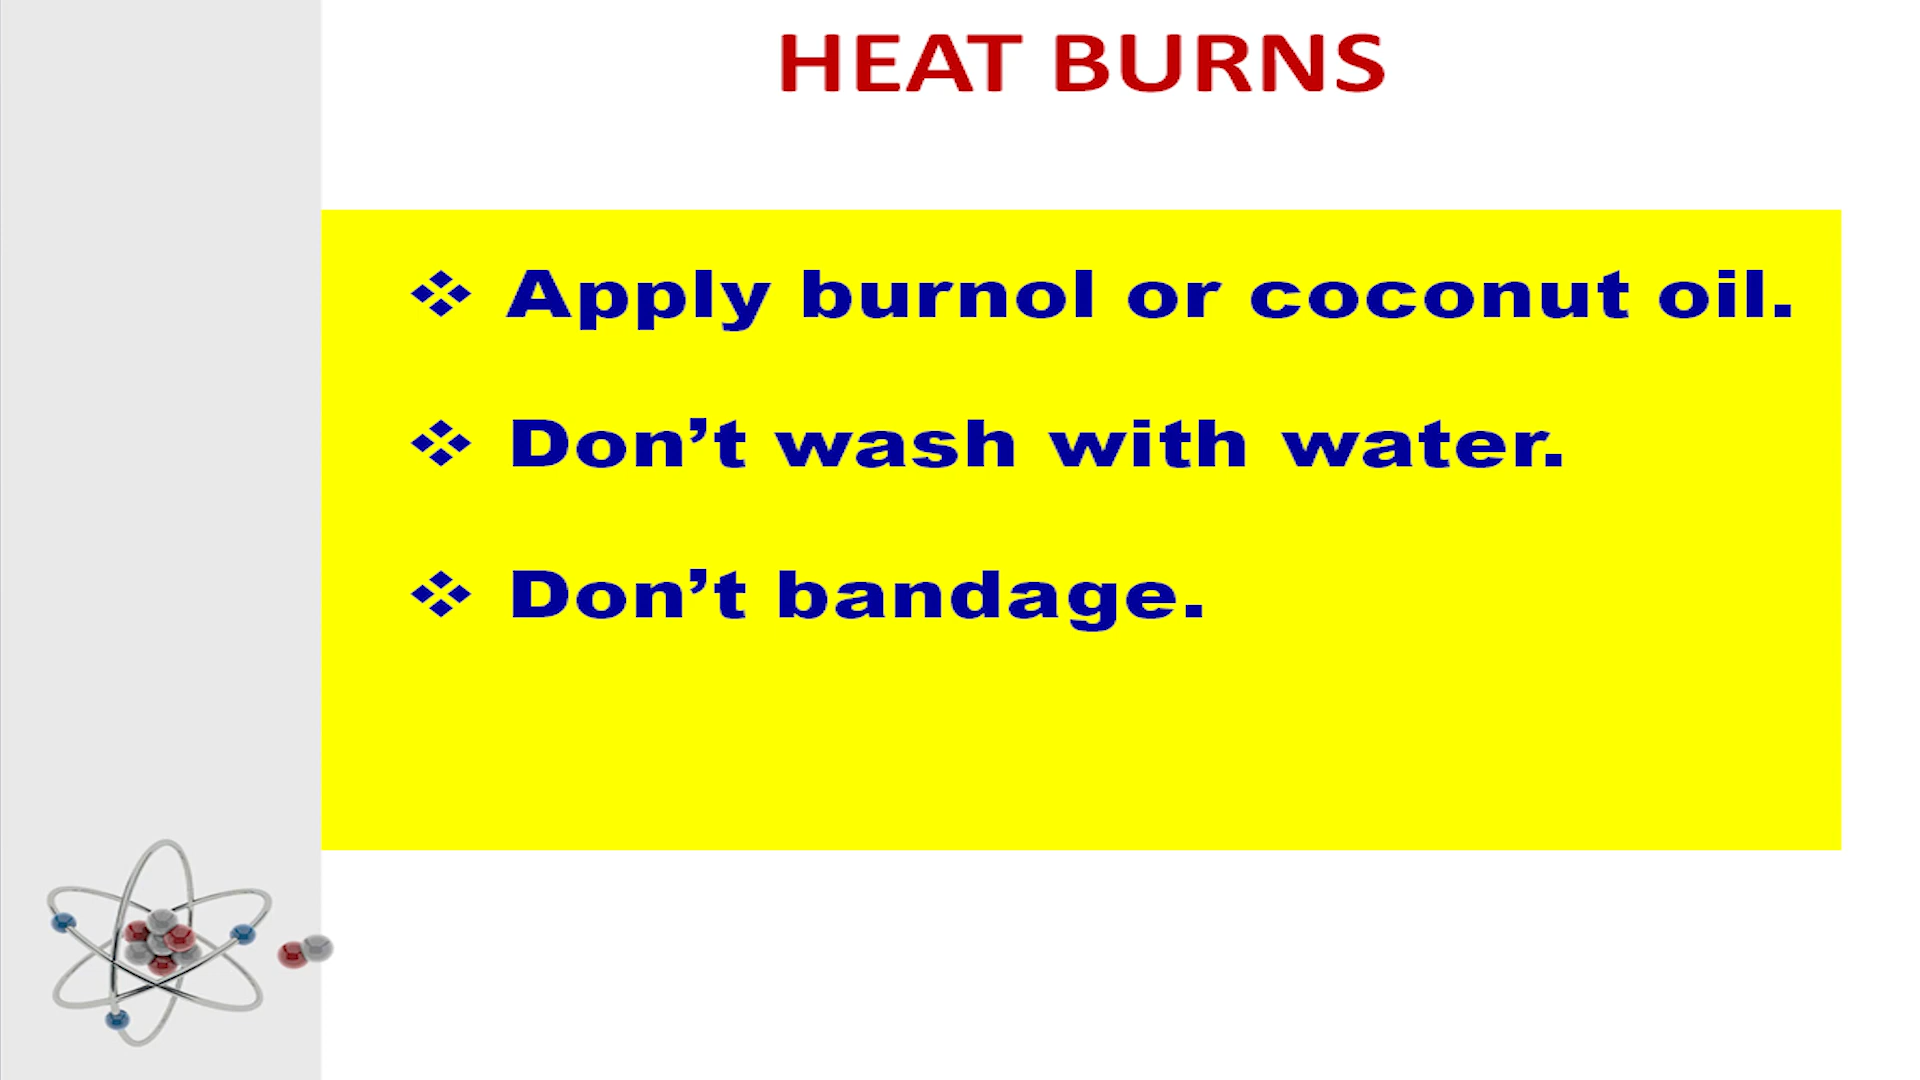 HEAT BURNS
❖ Apply burnol or coconut oil.
❖ Don’t wash with water.
❖ Don’t bandage.